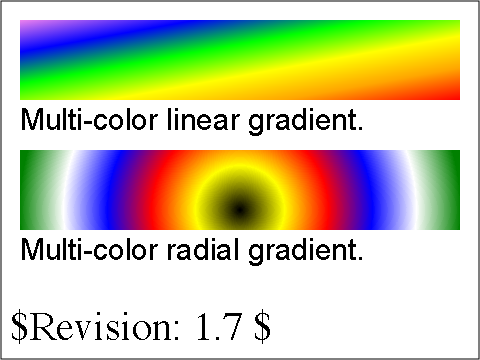 Multi-color linear gradient.
Multi-color radial gradient.
$Revision: 1.7 $